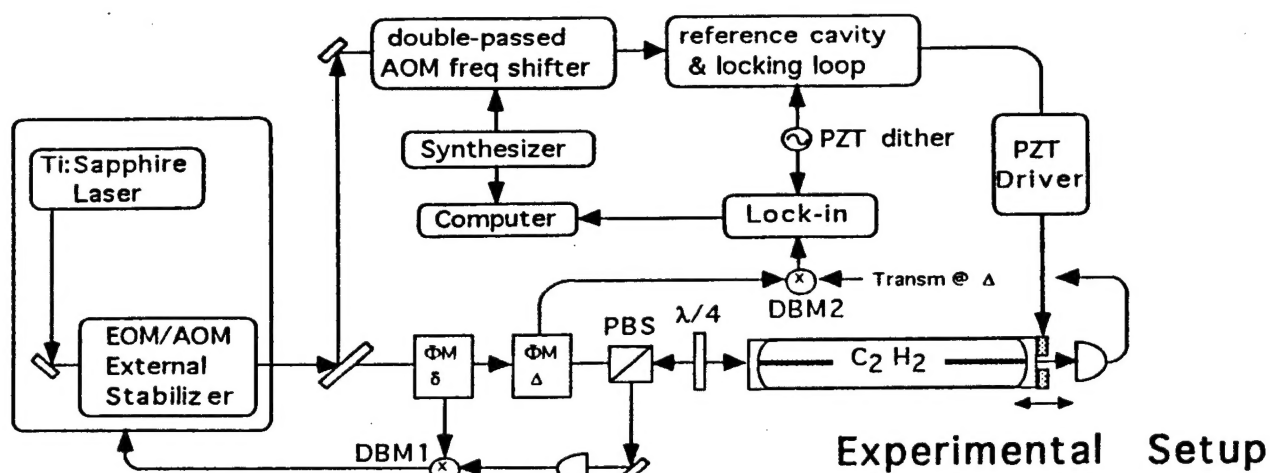 double-passed
AOM freq shifter
reference cavity
& locking loop
Ti:Sapphire
Laser
Synthesizer
PZT dither
PZT
Driver
Computer
Lock-in
x
Transm @ Δ
DBM2
EOM/AOM
External
Stabilizer
ΦM
δ
ΦM
Δ
PBS
λ/4
C2 H2
DBM1
x
Experimental Setup